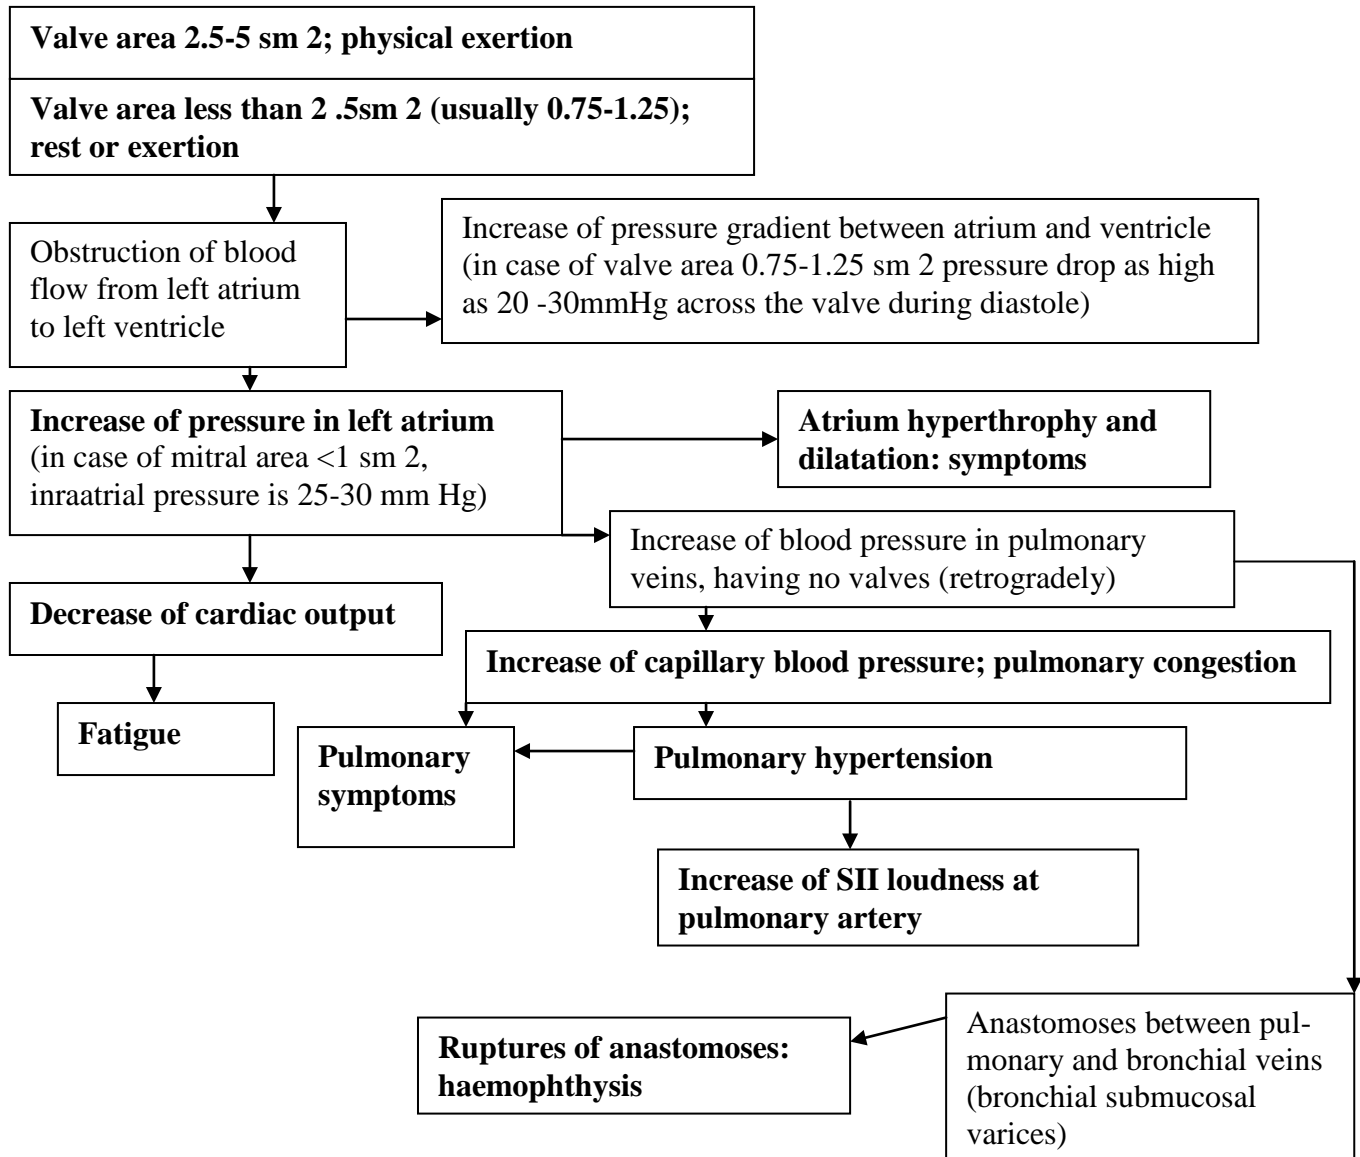 Valve area 2.5-5 sm 2; physical exertion
Valve area less than 2 .5sm 2 (usually 0.75-1.25);
rest or exertion
Obstruction of blood
flow from left atrium
to left ventricle
Increase of pressure gradient between atrium and ventricle
(in case of valve area 0.75-1.25 sm 2 pressure drop as high
as 20 -30mmHg across the valve during diastole)
Increase of pressure in left atrium
(in case of mitral area <1 sm 2,
inraatrial pressure is 25-30 mm Hg)
Atrium hyperthrophy and
dilatation: symptoms
Increase of blood pressure in pulmonary
veins, having no valves (retrogradely)
Decrease of cardiac output
Increase of capillary blood pressure; pulmonary congestion
Fatigue
Pulmonary
symptoms
Pulmonary hypertension
Increase of SII loudness at
pulmonary artery
Ruptures of anastomoses:
haemophthysis
Anastomoses between pul-
monary and bronchial veins
(bronchial submucosal
varices)